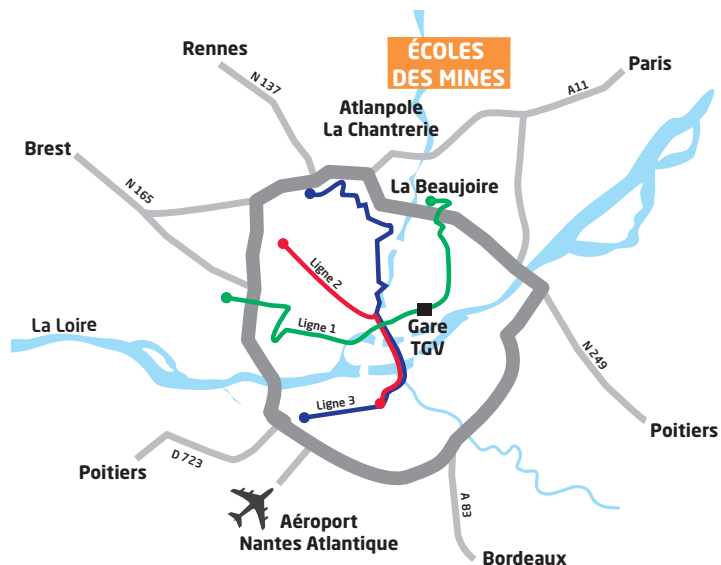 ÉCOLES
DES MINES
Rennes
Paris
N 137
A11
Atlanpole
La Chantrerie
Brest
La Beaujoire
N 165
Ligne 2
La Loire
Ligne 1
Gare
TGV
N 249
Ligne 3
Poitiers
D 723
Poitiers
A 83
Aéroport
Nantes Atlantique
Bordeaux